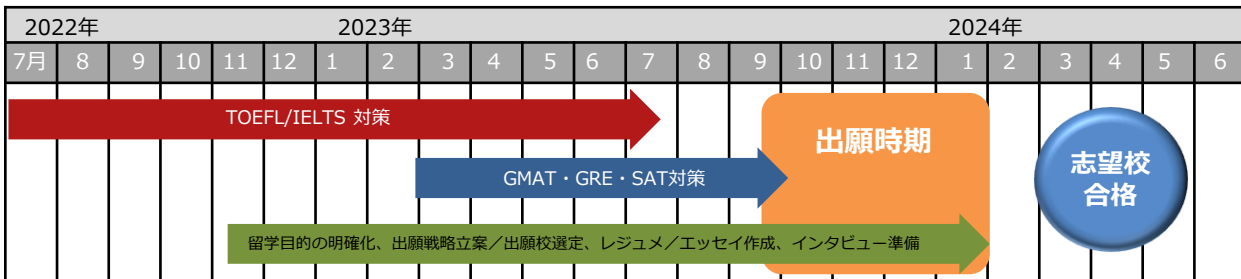 2022年 2023年 2024年
7月 8 9 10 11 12 1 2 3 4 5 6 7 8 9 10 11 12 1 2 3 4 5 6
TOEFL/IELTS 対策
出願時期
GMAT・GRE・SAT対策
志望校
合格
留学目的の明確化、出願戦略立案／出願校選定、レジュメ／エッセイ作成、インタビュー準備